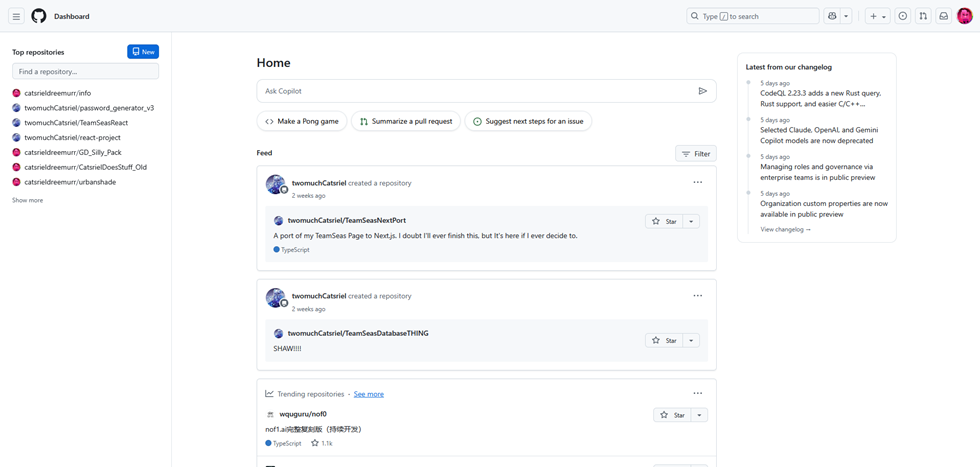 Dashboard
Type / to search
Top repositories
New
Find a repository...
catsrieldreemurr/info
twomuchCatsriel/password_generator_v3
twomuchCatsriel/TeamSeasReact
twomuchCatsriel/react-project
catsrieldreemurr/GD_Silly_Pack
catsrieldreemurr/CatsrielDoesStuff_Old
catsrieldreemurr/urbanshade
Show more
Home
Ask Copilot
Make a Pong game
Summarize a pull request
Suggest next steps for an issue
Feed
Filter
twomuchCatsriel created a repository
2 weeks ago
twomuchCatsriel/TeamSeasNextPort
Star
A port of my TeamSeas Page to Next.js. I doubt I'll ever finish this, but It's here if I ever decide to.
TypeScript
twomuchCatsriel created a repository
2 weeks ago
twomuchCatsriel/TeamSeasDatabaseTHING
Star
SHAW!!!!
Trending repositories · See more
wquguru/nof0
Star
nof1.ai完整复刻版（持续开发）
TypeScript 1.1k
Latest from our changelog
5 days ago
CodeQL 2.23.3 adds a new Rust query,
Rust support, and easier C/C++...
5 days ago
Selected Claude, OpenAI, and Gemini
Copilot models are now deprecated
5 days ago
Managing roles and governance via
enterprise teams is in public preview
5 days ago
Organization custom properties are now
available in public preview
View changelog →